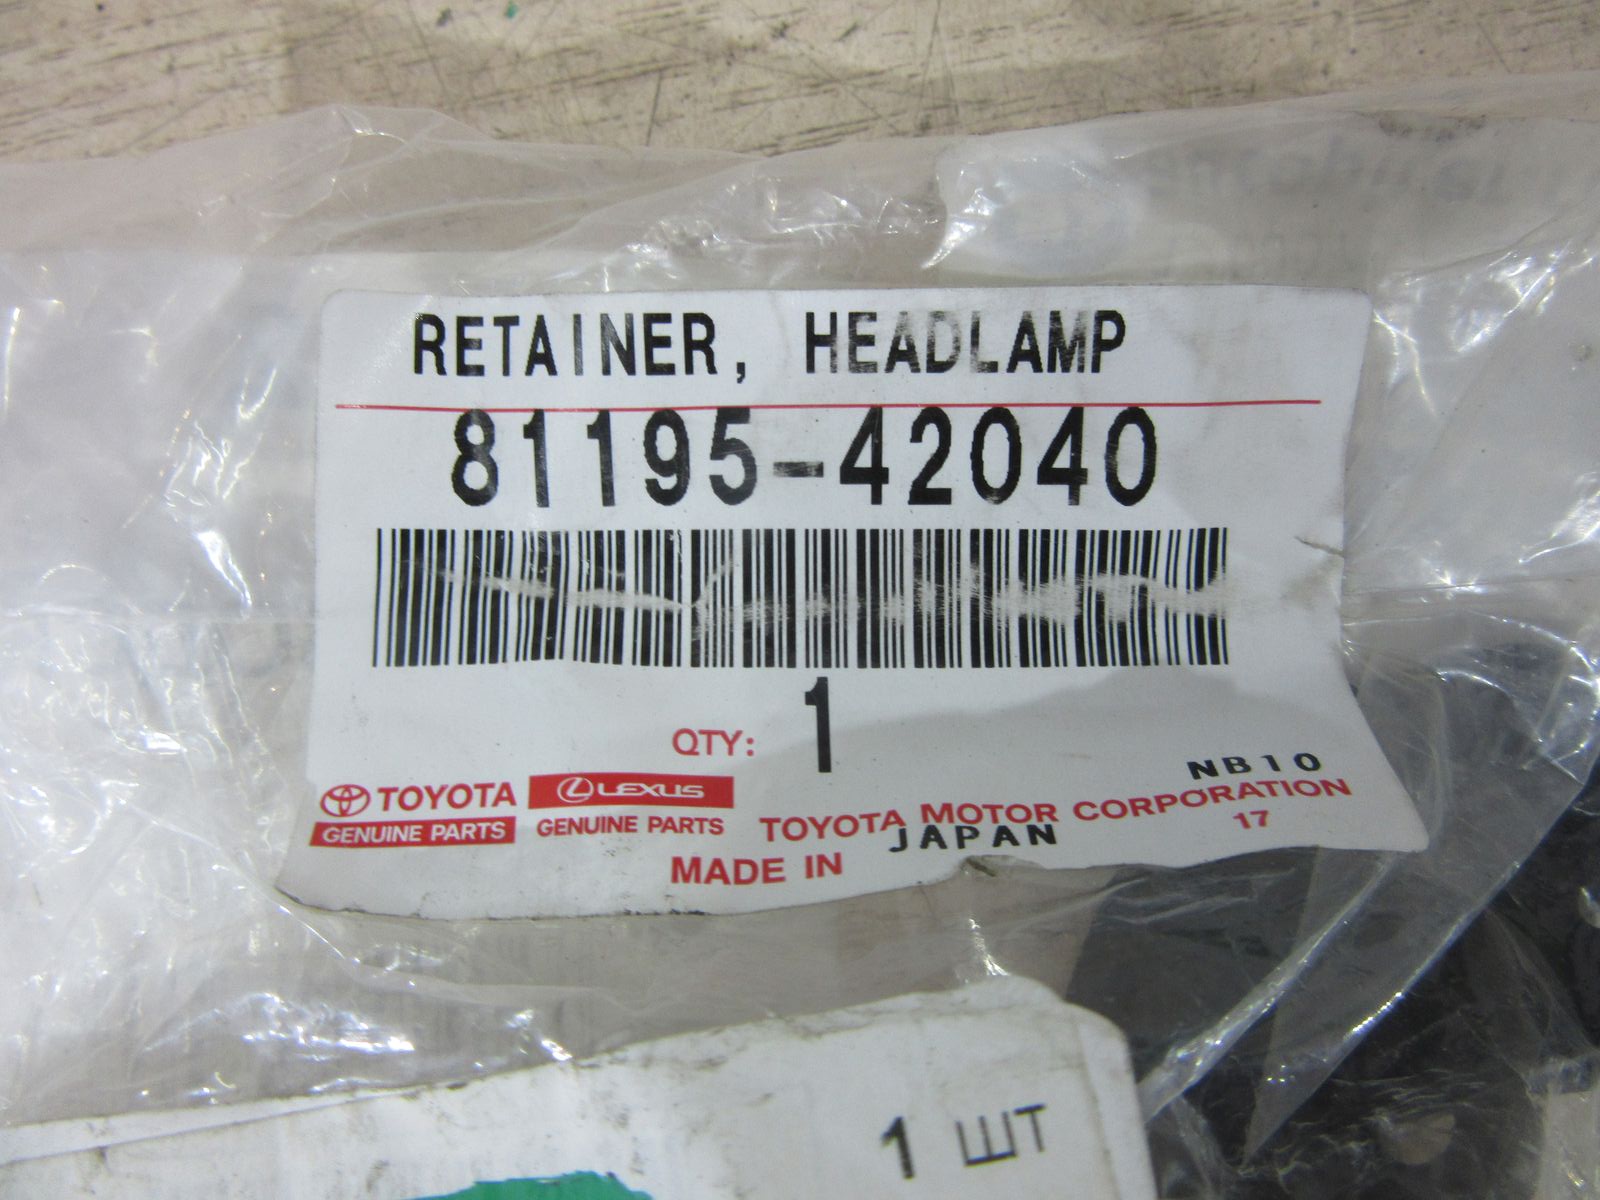 RETAINER, HEADLAMP
81195-42040
1
QTY:
NB10
TOYOTA LEXUS
GENUINE PARTS GENUINE PARTS
TOYOTA MOTOR CORPORATION
17
MADE IN JAPAN
1 ШТ